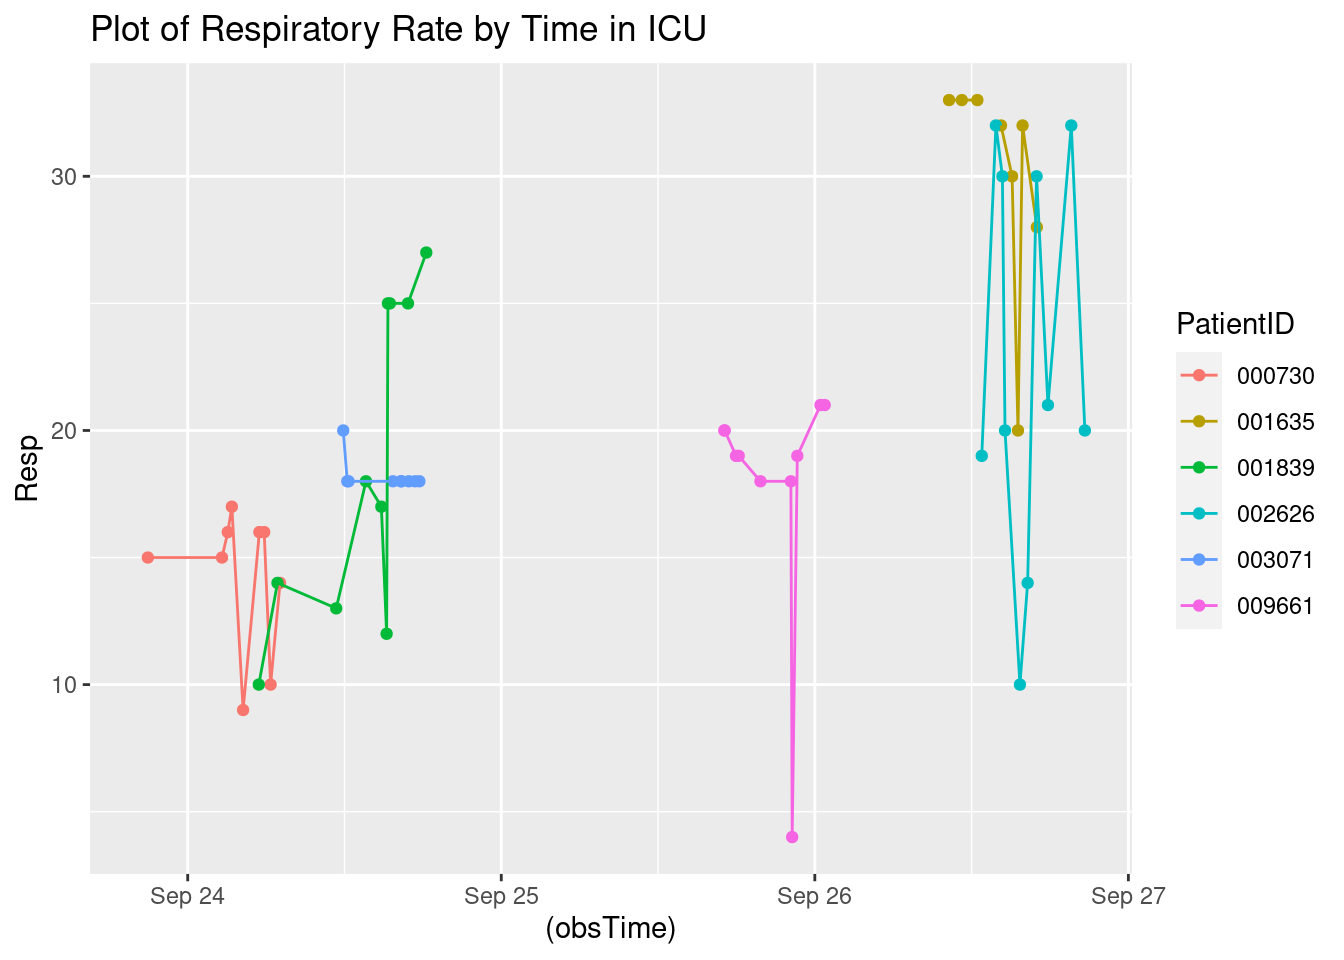 Plot of Respiratory Rate by Time in ICU
30
20
10
Resp
Sep 24
Sep 25
Sep 26
Sep 27
(obsTime)
PatientID
000730
001635
001839
002626
003071
009661